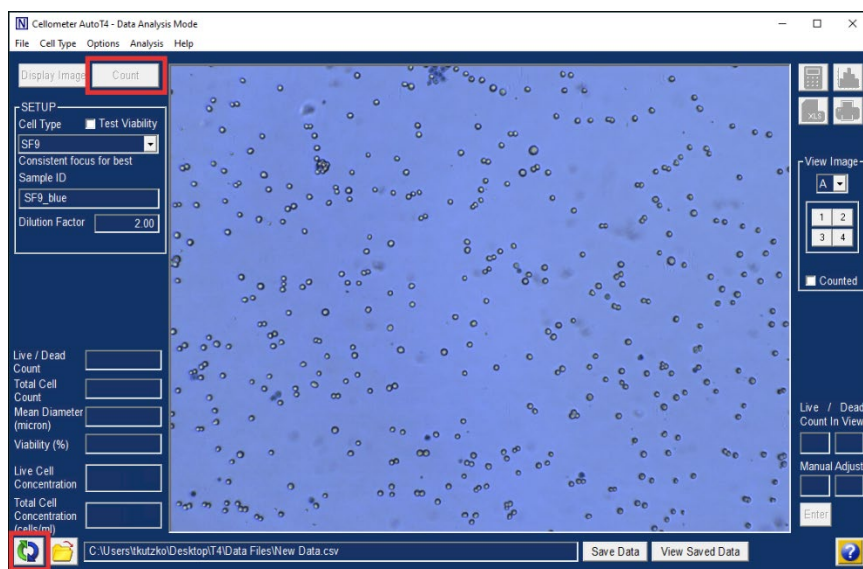 N Cellometer AutoT4 - Data Analysis Mode
File Cell Type Options Analysis Help
Display Image Count
SETUP
Cell Type Test Viability
SF9
Consistent focus for best
Sample ID
SF9_blue
Dilution Factor 2.00
Live / Dead
Count
Total Cell
Count
Mean Diameter
(micron)
Viability (%)
Live Cell
Concentration
Total Cell
Concentration
(cells/ml)
XLS
View Image
A
1 2
3 4
Counted
Live / Dead
Count In View
Manual Adjust
Enter
C:\Users\tkutzko\Desktop\T4\Data Files\New Data.csv Save Data View Saved Data ?